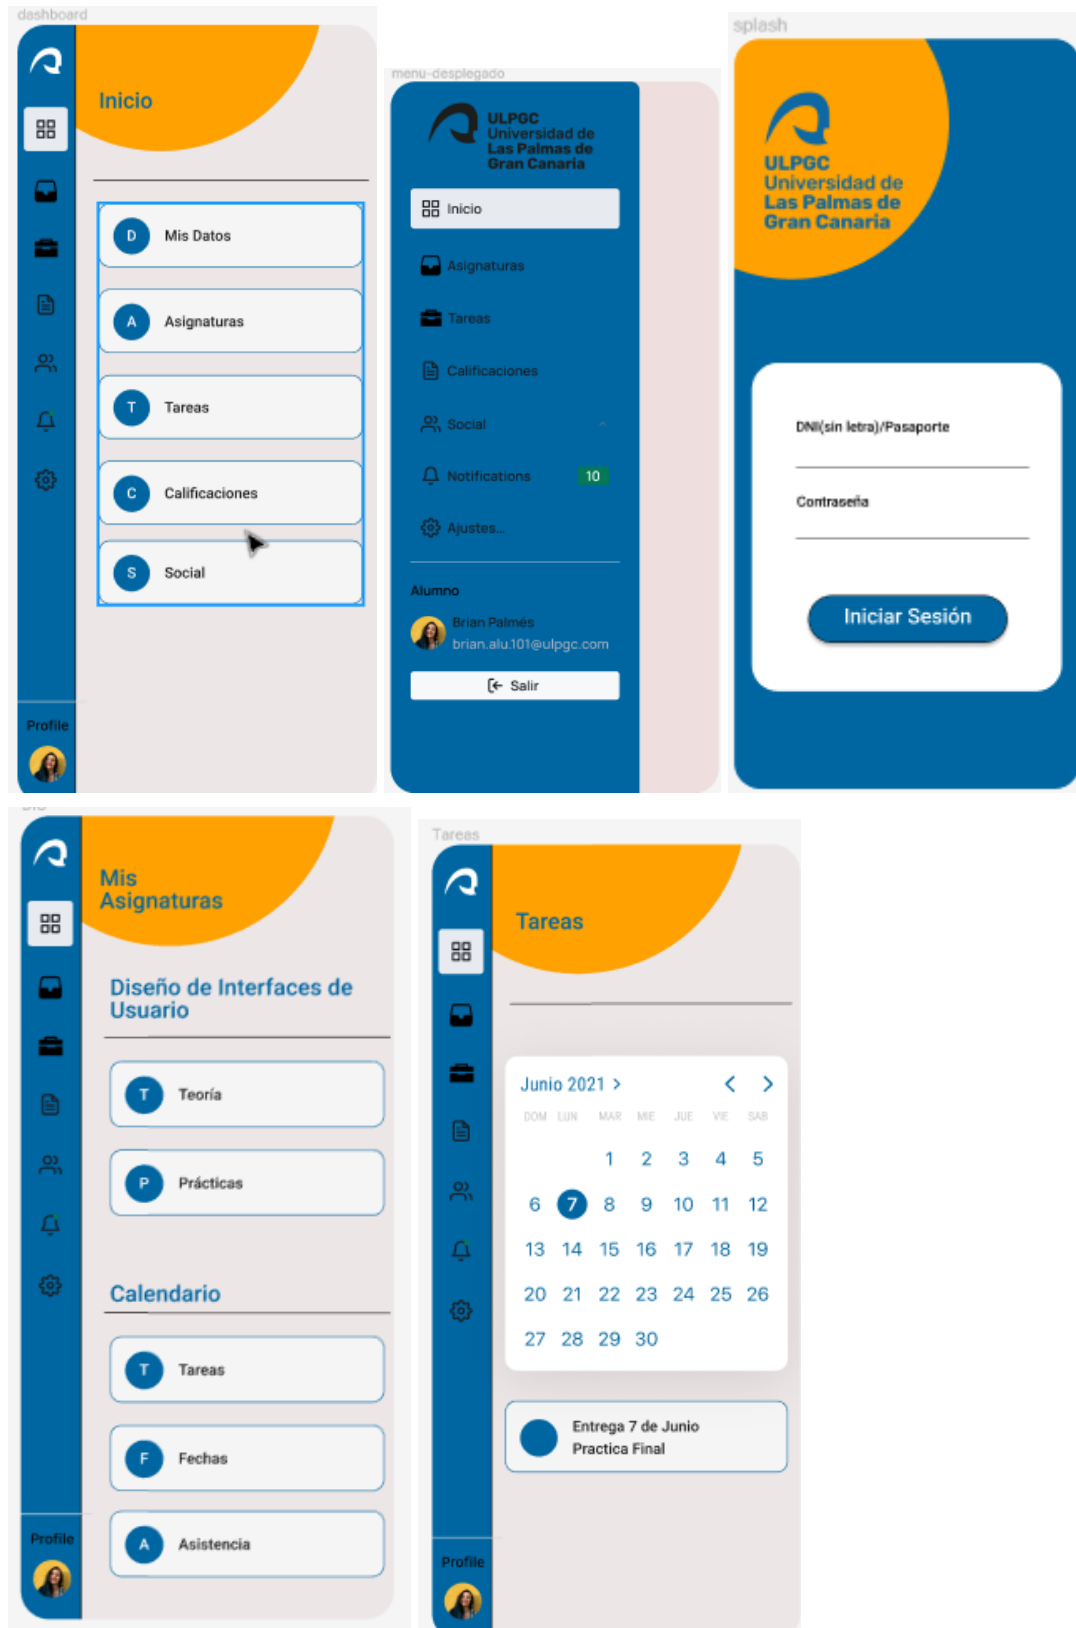 dashboard
Inicio
D Mis Datos
A Asignaturas
T Tareas
C Calificaciones
S Social
Profile
menu-desplegado
ULPGC
Universidad de
Las Palmas de
Gran Canaria
Inicio
Asignaturas
Tareas
Calificaciones
Social
Notifications 10
Ajustes...
Alumno
Brian Palmés
brian.alu.101@ulpgc.com
Salir
splash
ULPGC
Universidad de
Las Palmas de
Gran Canaria
DNI(sin letra)/Pasaporte
Contraseña
Iniciar Sesión
Mis
Asignaturas
Diseño de Interfaces de
Usuario
T Teoría
P Prácticas
Calendario
T Tareas
F Fechas
A Asistencia
Profile
Tareas
Tareas
Junio 2021 >
DOM LUN MAR MIE JUE VIE SAB
1 2 3 4 5
6 7 8 9 10 11 12
13 14 15 16 17 18 19
20 21 22 23 24 25 26
27 28 29 30
Entrega 7 de Junio
Practica Final
Profile